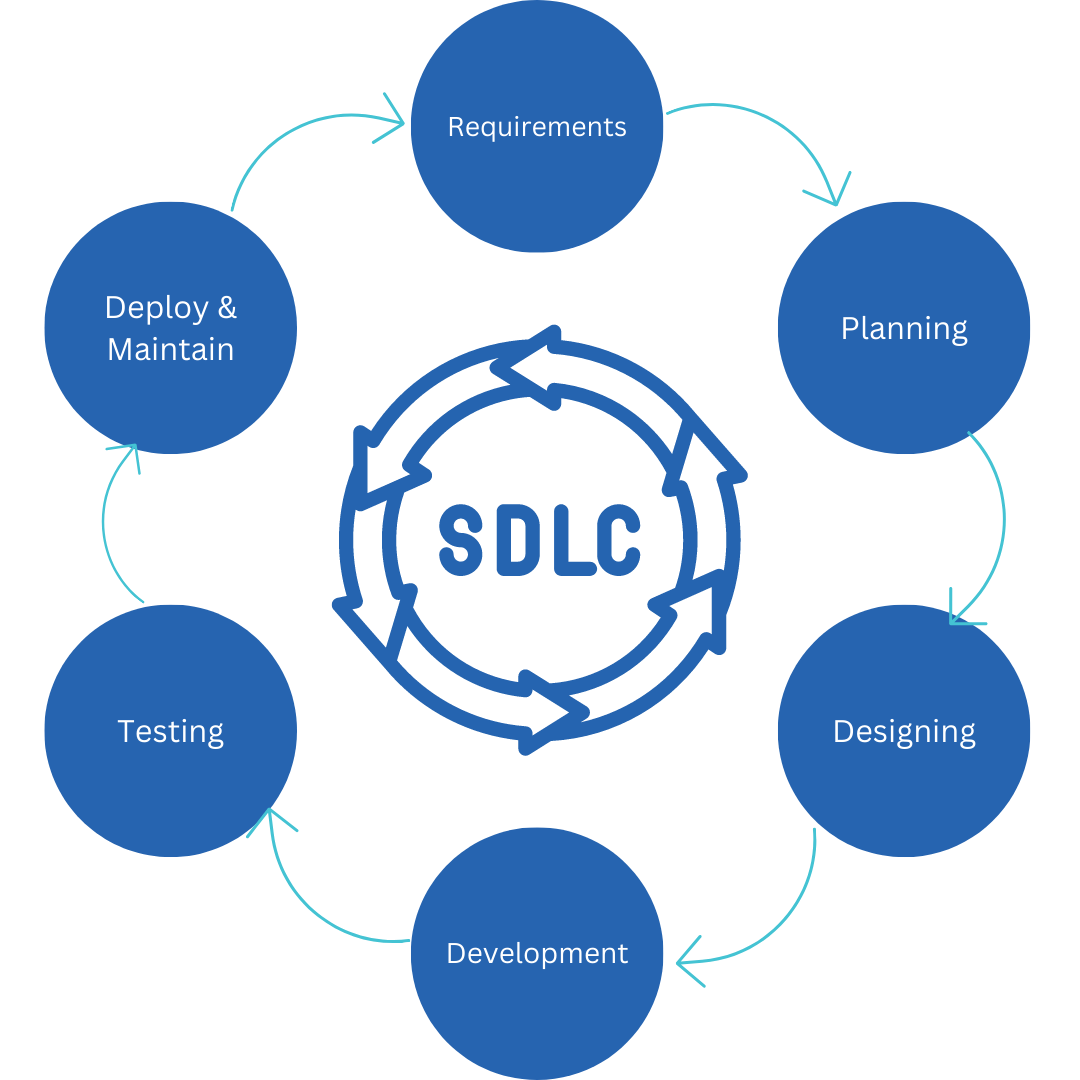 Requirements
Planning
Designing
Development
Testing
Deploy &
Maintain
SDLC